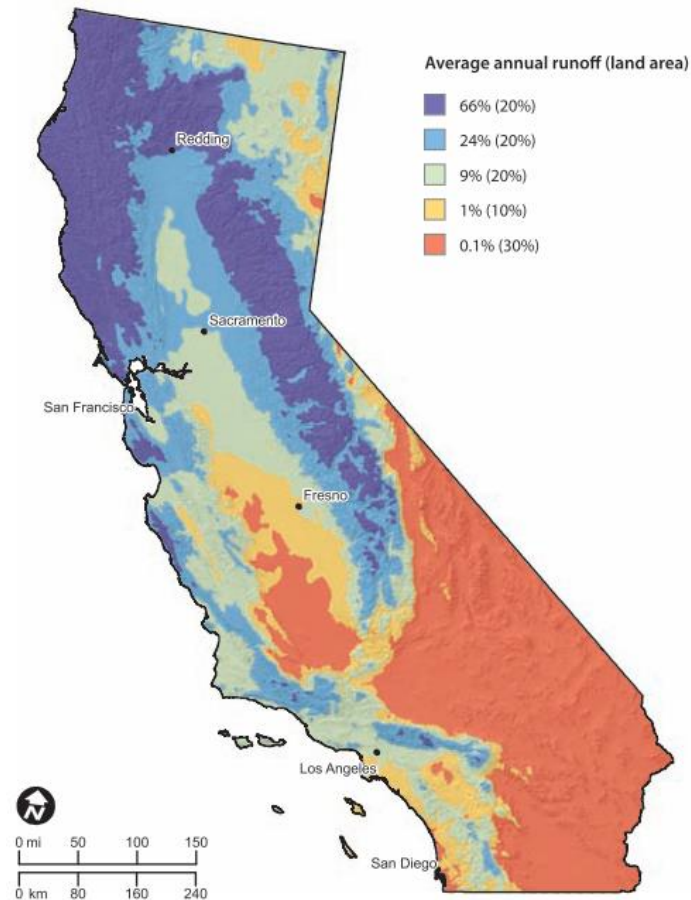 Average annual runoff (land area)
66% (20%)
24% (20%)
9% (20%)
1% (10%)
0.1% (30%)
Redding
Sacramento
San Francisco
Fresno
Los Angeles
San Diego
N
0 mi 50 100 150
0 km 80 160 240